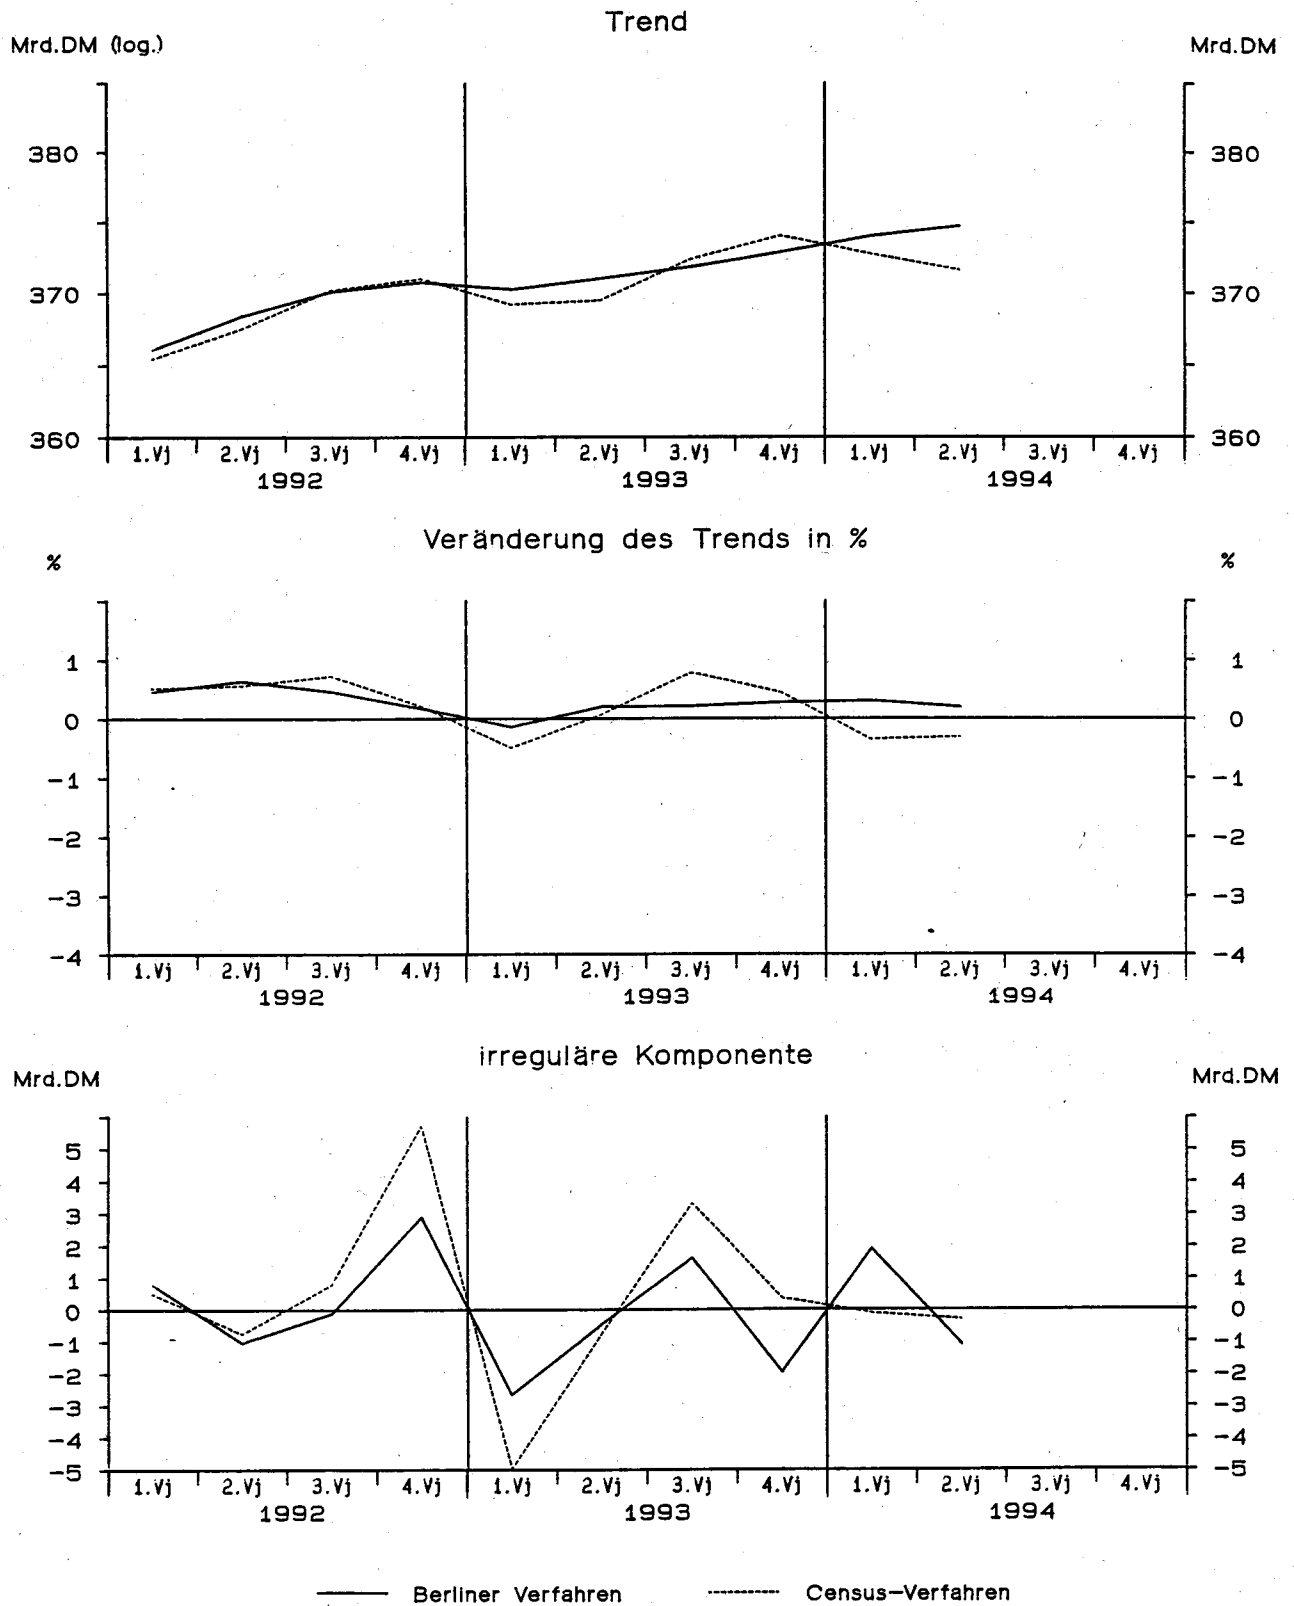 Trend
Mrd.DM (log.) Mrd.DM
380 380
370 370
360 360
1.Vj 2.Vj 3.Vj 4.Vj 1.Vj 2.Vj 3.Vj 4.Vj 1.Vj 2.Vj 3.Vj 4.Vj
1992 1993 1994
Veränderung des Trends in %
% %
1 1
0 0
-1 -1
-2 -2
-3 -3
-4 -4
1.Vj 2.Vj 3.Vj 4.Vj 1.Vj 2.Vj 3.Vj 4.Vj 1.Vj 2.Vj 3.Vj 4.Vj
1992 1993 1994
irreguläre Komponente
Mrd.DM Mrd.DM
5 5
4 4
3 3
2 2
1 1
0 0
-1 -1
-2 -2
-3 -3
-4 -4
-5 -5
1.Vj 2.Vj 3.Vj 4.Vj 1.Vj 2.Vj 3.Vj 4.Vj 1.Vj 2.Vj 3.Vj 4.Vj
1992 1993 1994
Berliner Verfahren Census-Verfahren